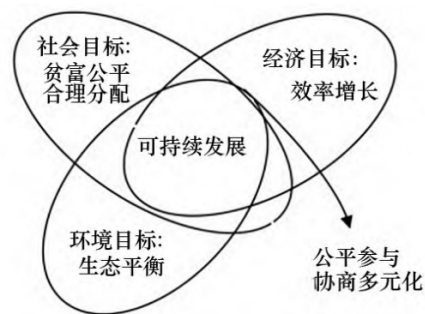 社会目标:
贫富公平
合理分配
经济目标:
效率增长
可持续发展
环境目标:
生态平衡
公平参与
协商多元化